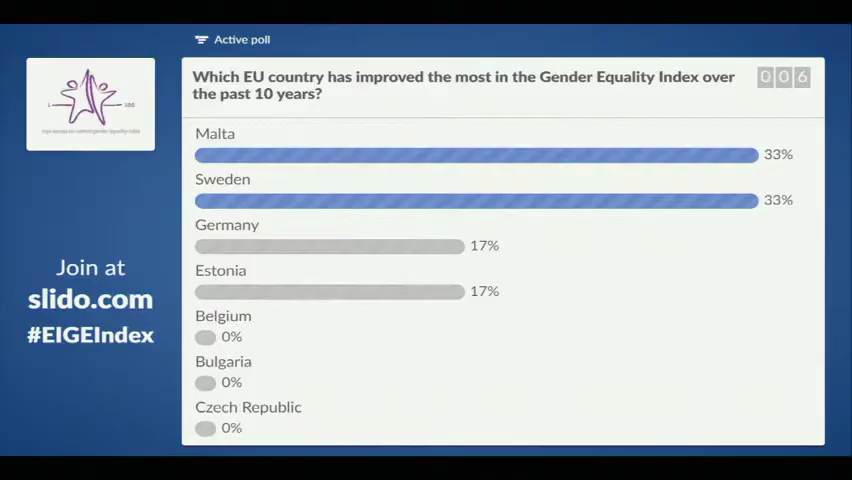 Active poll
Which EU country has improved the most in the Gender Equality Index over
the past 10 years?
006
1
100
Malta
33%
Sweden
33%
Germany
17%
Estonia
17%
Belgium
0%
Bulgaria
0%
Czech Republic
0%
Join at
slido.com
#EIGEIndex